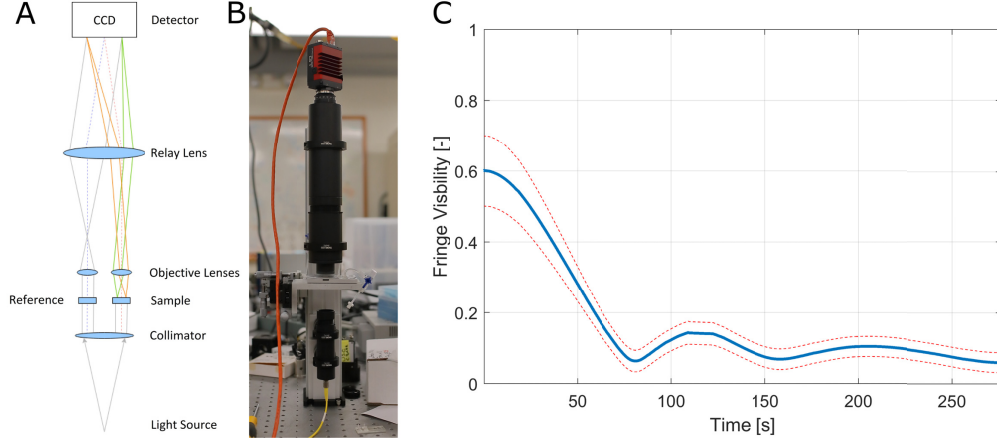 A
CCD
Detector
Relay Lens
Objective Lenses
Reference
Sample
Collimator
Light Source
B
C
Fringe Visbility [-]
1
0.8
0.6
0.4
0.2
0
50
100
150
200
250
Time [s]